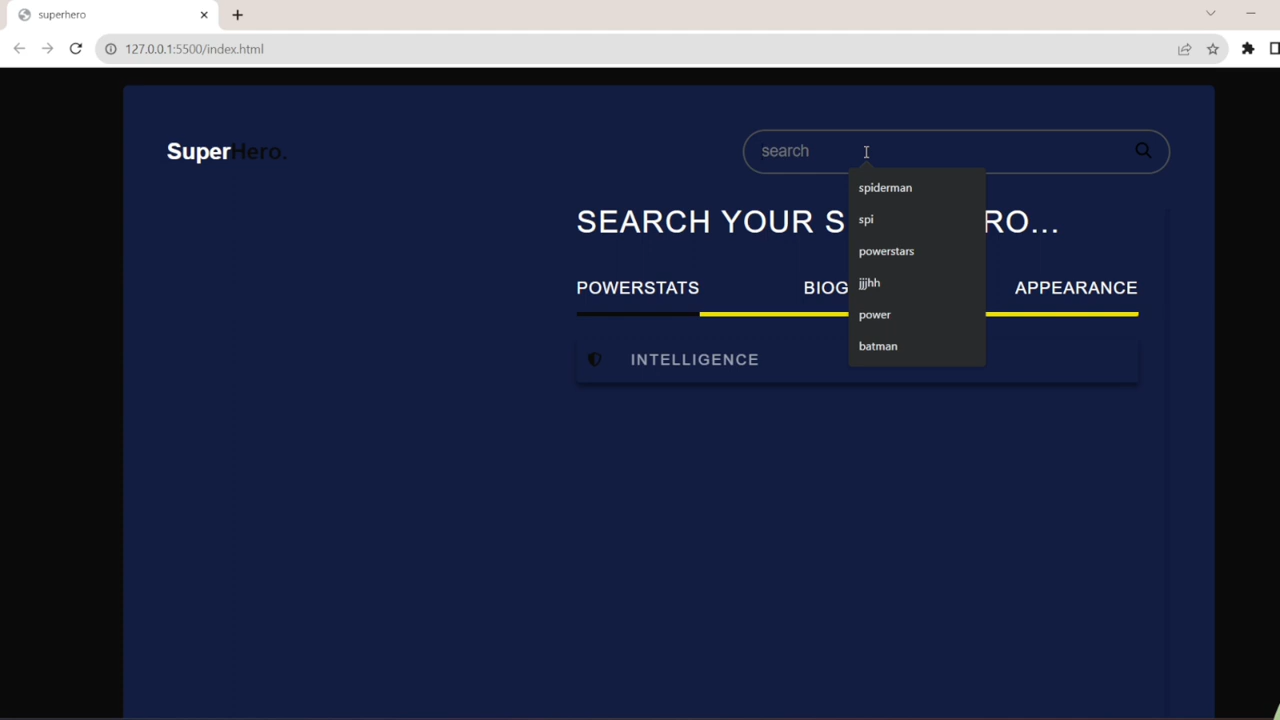 superhero
127.0.0.1:5500/index.html
SuperHero.
search
spiderman
spi
powerstars
jjjhh
power
batman
SEARCH YOUR S RO...
POWERSTATS BIOG APPEARANCE
INTELLIGENCE